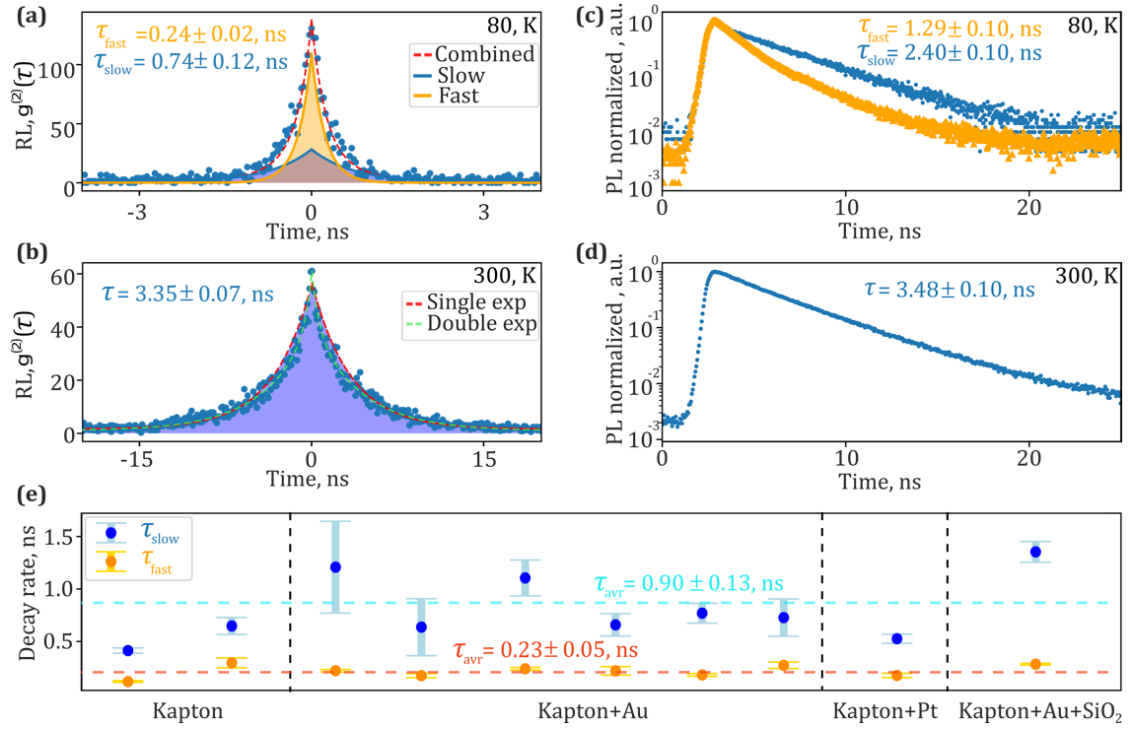 (a)
80, K
τfast = 0.24± 0.02, ns
τslow= 0.74± 0.12, ns
Combined
Slow
Fast
RL, g⁽²⁾(τ)
100
50
0
-3
0
3
Time, ns
(b)
300, K
τ = 3.35± 0.07, ns
Single exp
Double exp
RL, g⁽²⁾(τ)
60
40
20
0
-15
0
15
Time, ns
(c)
80, K
τfast= 1.29± 0.10, ns
τslow= 2.40± 0.10, ns
PL normalized , a.u.
10⁰
10⁻¹
10⁻²
10⁻³
0
10
20
Time, ns
(d)
300, K
τ = 3.48± 0.10, ns
PL normalized , a.u.
10⁰
10⁻¹
10⁻²
10⁻³
0
10
20
Time, ns
(e)
τslow
τfast
Decay rate, ns
1.5
1.0
0.5
τavr= 0.90 ± 0.13, ns
τavr= 0.23± 0.05, ns
Kapton
Kapton+Au
Kapton+Pt
Kapton+Au+SiO₂